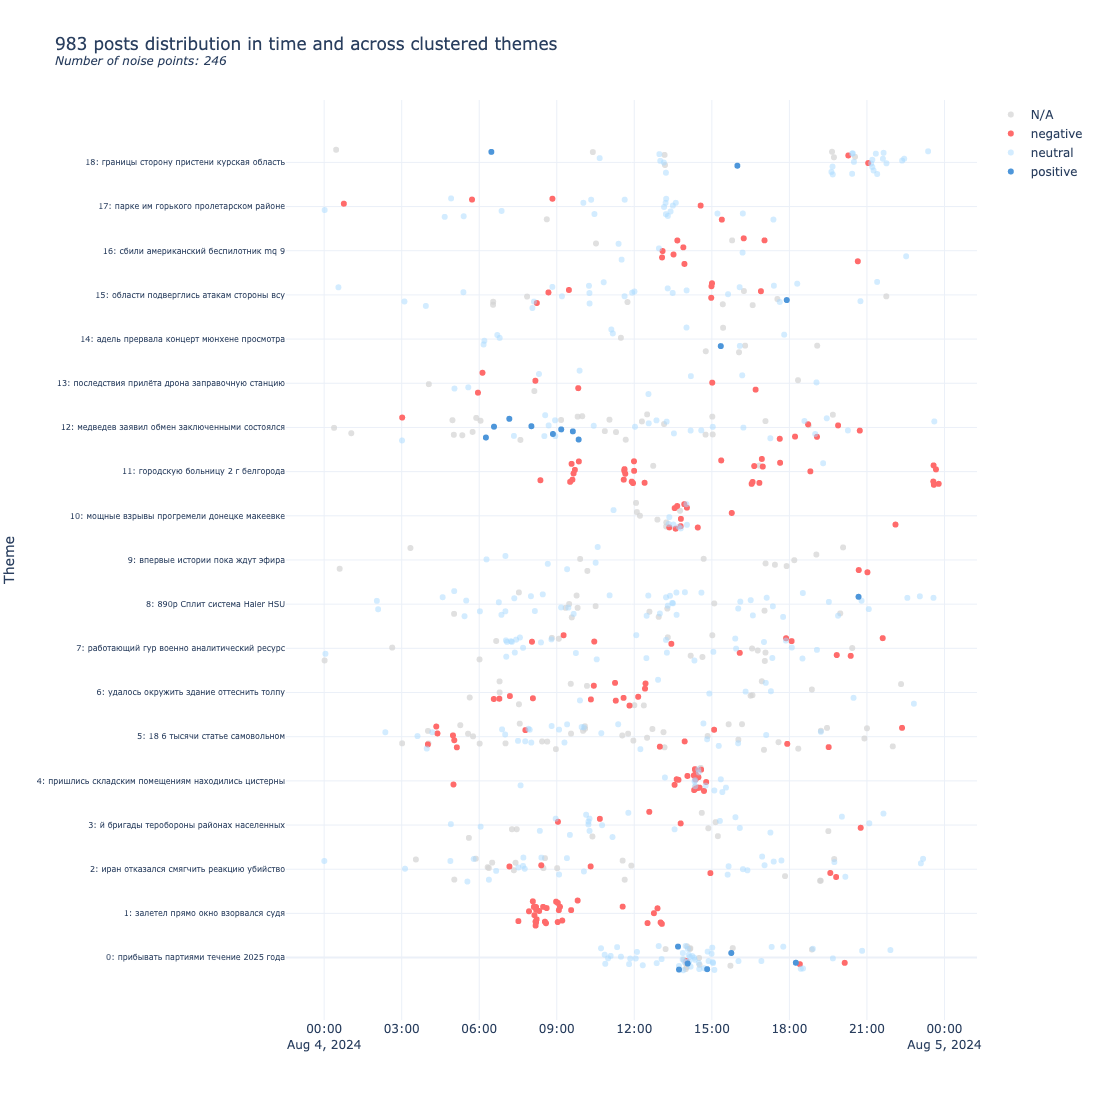 983 posts distribution in time and across clustered themes
Number of noise points: 246
N/A
negative
neutral
positive
18: границы сторону пристени курская область
17: парке им горького пролетарском районе
16: сбили американский беспилотник mq 9
15: области подверглись атакам стороны всу
14: адель прервала концерт мюнхене просмотра
13: последствия прилёта дрона заправочную станцию
12: медведев заявил обмен заключенными состоялся
11: городскую больницу 2 г белгорода
10: мощные взрывы прогремели донецке макеевке
9: впервые истории пока ждут эфира
8: 890р Сплит система Haier HSU
7: работающий гур военно аналитический ресурс
6: удалось окружить здание оттеснить толпу
5: 18 6 тысячи статье самовольном
4: пришлись складским помещениям находились цистерны
3: й бригады теробороны районах населенных
2: иран отказался смягчить реакцию убийство
1: залетел прямо окно взорвался судя
0: прибывать партиями течение 2025 года
Theme
00:00 03:00 06:00 09:00 12:00 15:00 18:00 21:00 00:00
Aug 4, 2024 Aug 5, 2024